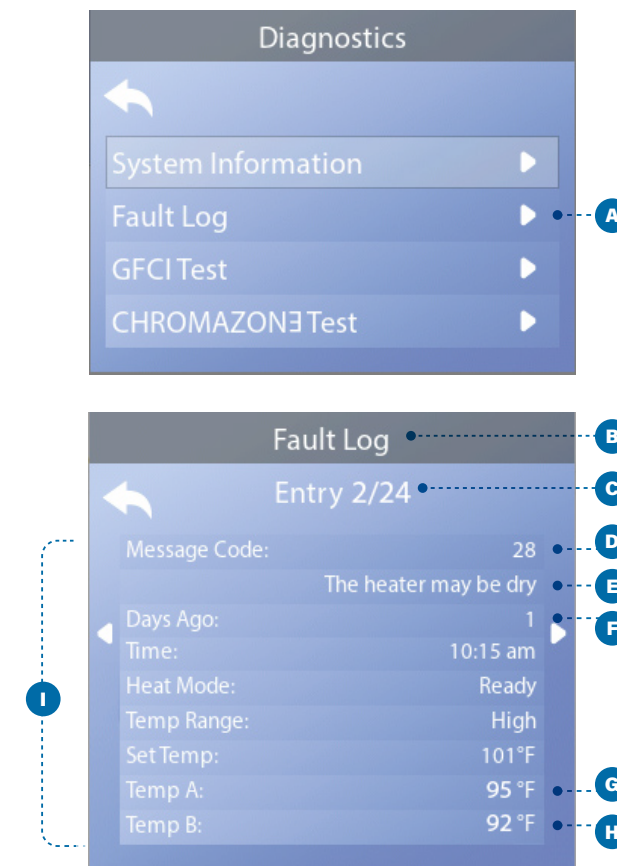 Diagnostics
System Information
Fault Log
A
GFCI Test
CHROMAZONƎ Test
Fault Log
B
Entry 2/24
C
Message Code: 28
D
The heater may be dry
E
Days Ago: 1
F
Time: 10:15 am
Heat Mode: Ready
I
Temp Range: High
Set Temp: 101°F
Temp A: 95 °F
G
Temp B: 92 °F
H